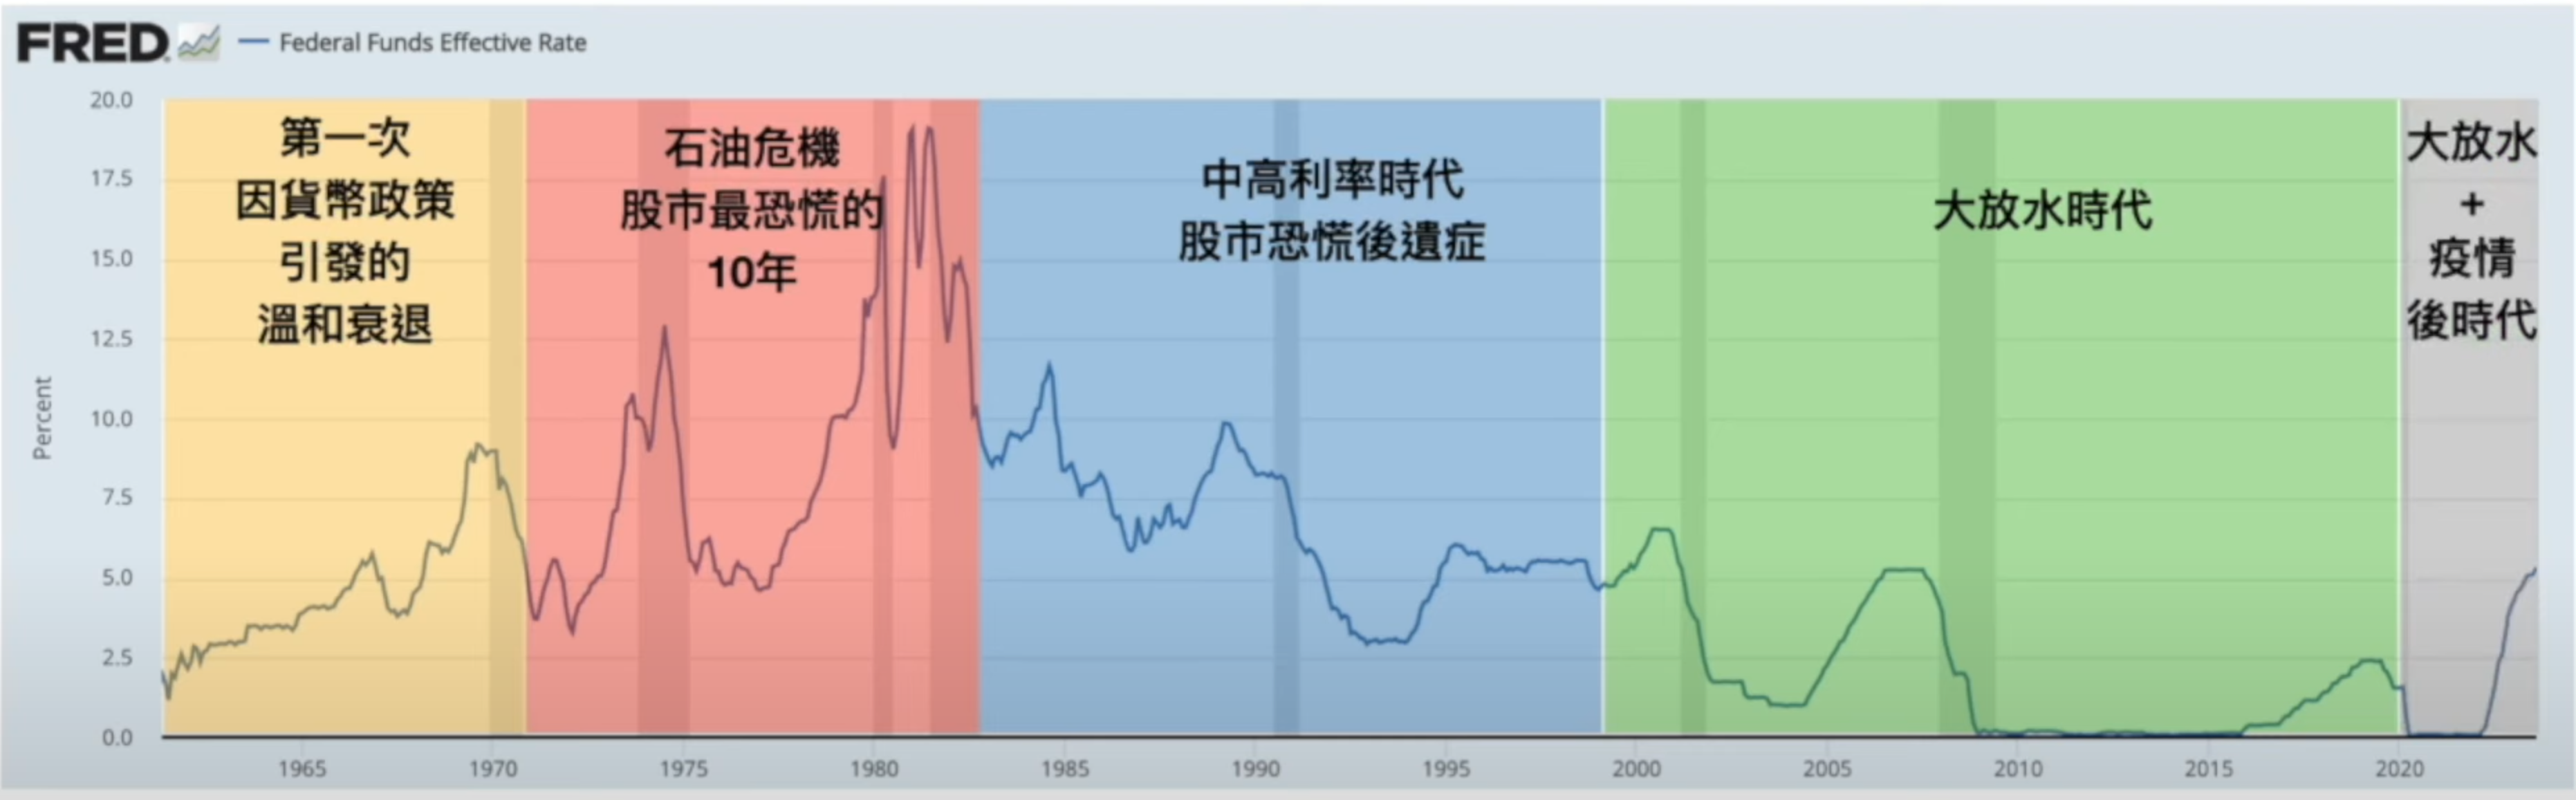 FRED
Federal Funds Effective Rate
Percent
20.0
17.5
15.0
12.5
10.0
7.5
5.0
2.5
0.0
第一次
因貨幣政策
引發的
溫和衰退
石油危機
股市最恐慌的
10年
中高利率時代
股市恐慌後遺症
大放水時代
大放水
+
疫情
後時代
1965
1970
1975
1980
1985
1990
1995
2000
2005
2010
2015
2020